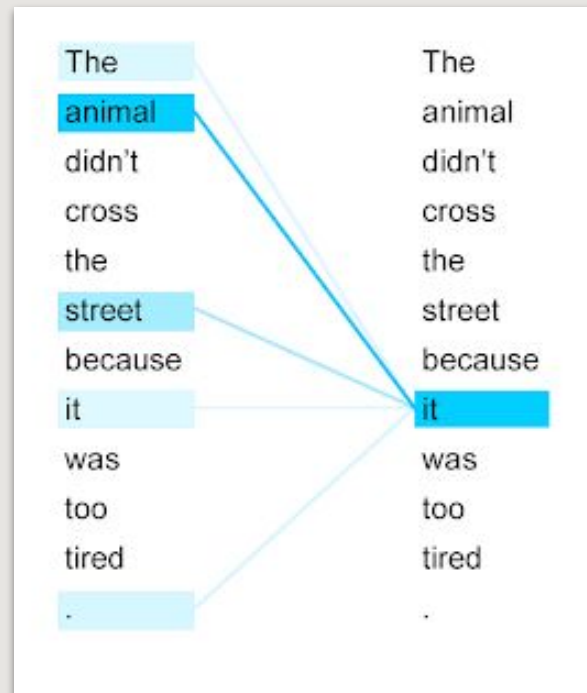 The The
animal animal
didn't didn't
cross cross
the the
street street
because because
it it
was was
too too
tired tired
. .